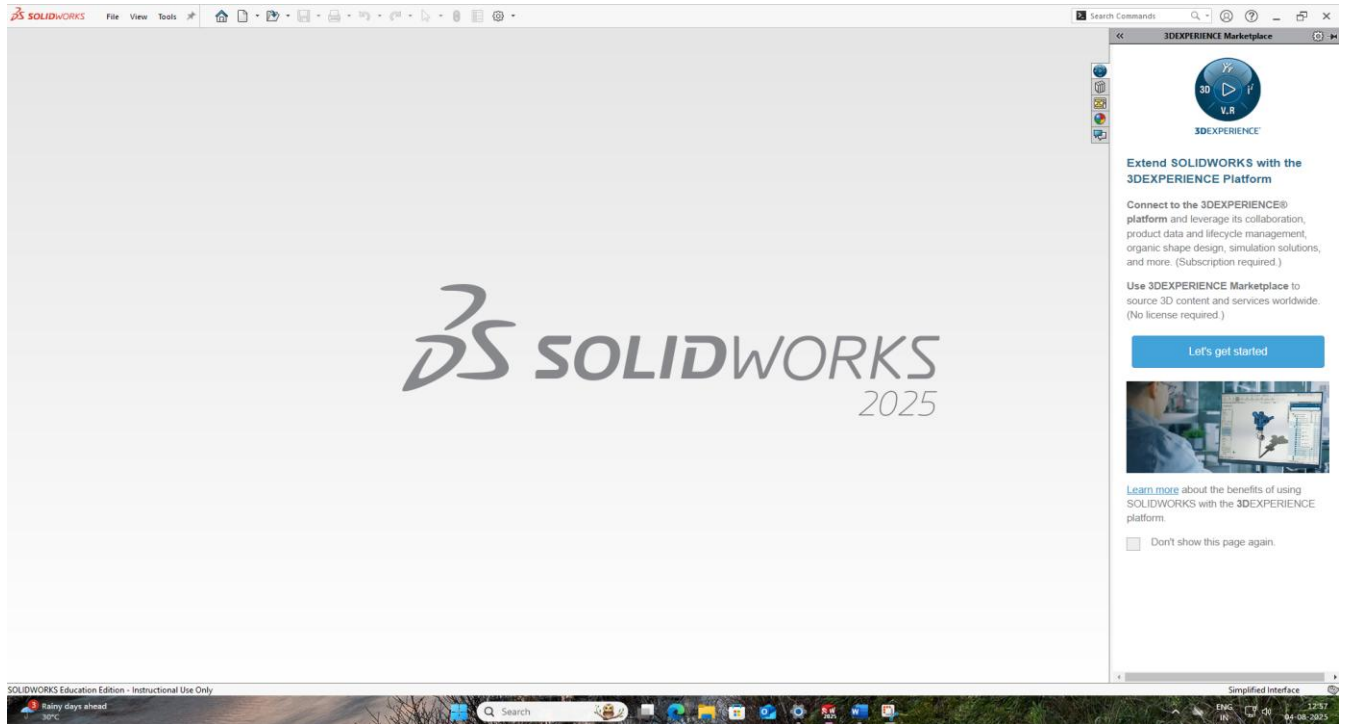 SOLIDWORKS File View Tools Search Commands
3DEXPERIENCE Marketplace
3D V.R
3DEXPERIENCE
Extend SOLIDWORKS with the
3DEXPERIENCE Platform
Connect to the 3DEXPERIENCE®
platform and leverage its collaboration,
product data and lifecycle management,
organic shape design, simulation solutions,
and more. (Subscription required.)
Use 3DEXPERIENCE Marketplace to
source 3D content and services worldwide.
(No license required.)
Let's get started
SOLIDWORKS
2025
Learn more about the benefits of using
SOLIDWORKS with the 3DEXPERIENCE
platform.
Don't show this page again.
SOLIDWORKS Education Edition - Instructional Use Only Simplified Interface
3 Rainy days ahead Search ENG 12:57
30°C IN 04-08-2025